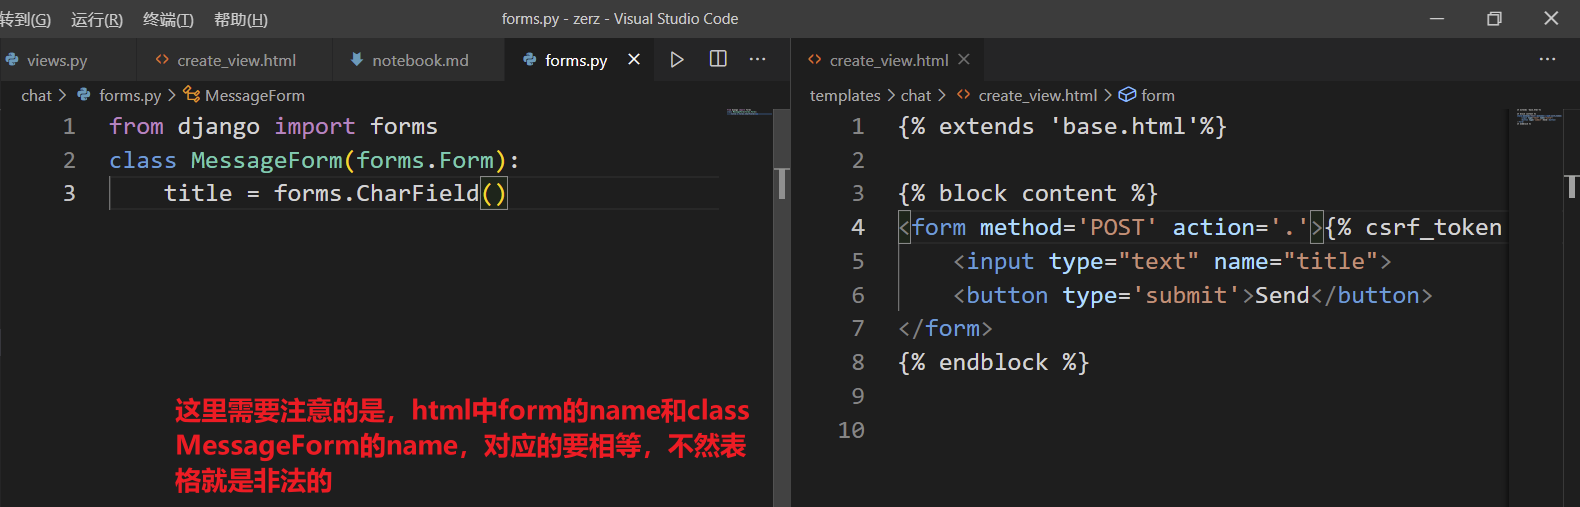 转到(G) 运行(R) 终端(T) 帮助(H) forms.py - zerz - Visual Studio Code
views.py create_view.html notebook.md forms.py
chat > forms.py > MessageForm
1 from django import forms
2 class MessageForm(forms.Form):
3     title = forms.CharField()
这里需要注意的是，html中form的name和class
MessageForm的name，对应的要相等，不然表
格就是非法的
create_view.html
templates > chat > create_view.html > form
1 {% extends 'base.html'%}
2
3 {% block content %}
4 <form method='POST' action='.'>{% csrf_token
5     <input type="text" name="title">
6     <button type='submit'>Send</button>
7 </form>
8 {% endblock %}
9
10